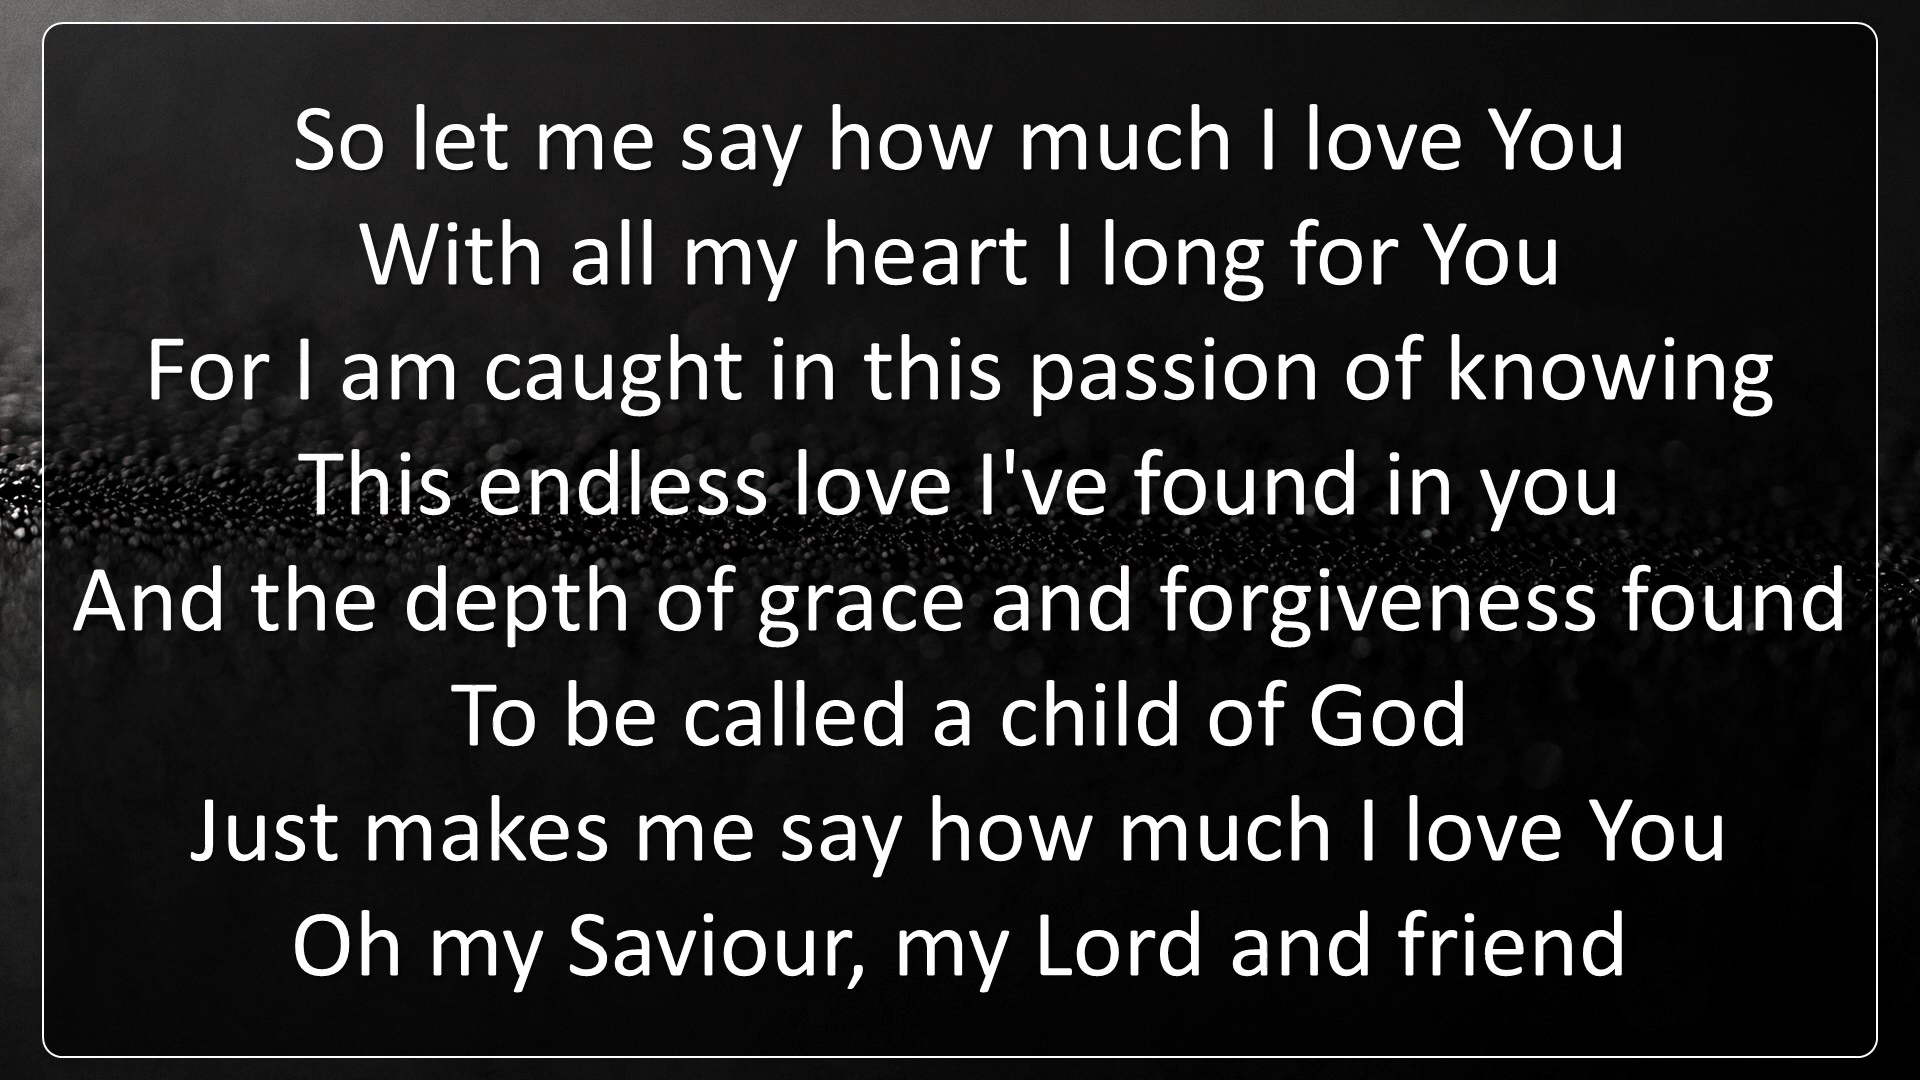 So let me say how much I love You
With all my heart I long for You
For I am caught in this passion of knowing
This endless love I've found in you
And the depth of grace and forgiveness found
To be called a child of God
Just makes me say how much I love You
Oh my Saviour, my Lord and friend